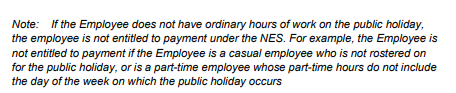 Note: If the Employee does not have ordinary hours of work on the public holiday,
the employee is not entitled to payment under the NES. For example, the Employee is
not entitled to payment if the Employee is a casual employee who is not rostered on
for the public holiday, or is a part-time employee whose part-time hours do not include
the day of the week on which the public holiday occurs